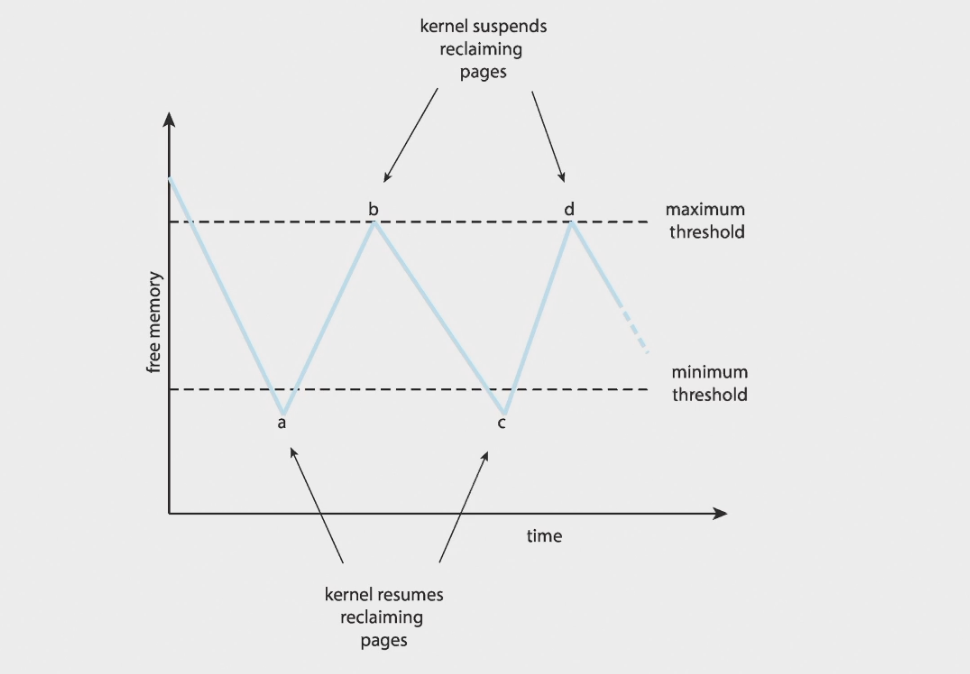 kernel suspends
reclaiming
pages
b
d
maximum
threshold
free memory
minimum
threshold
a
c
time
kernel resumes
reclaiming
pages